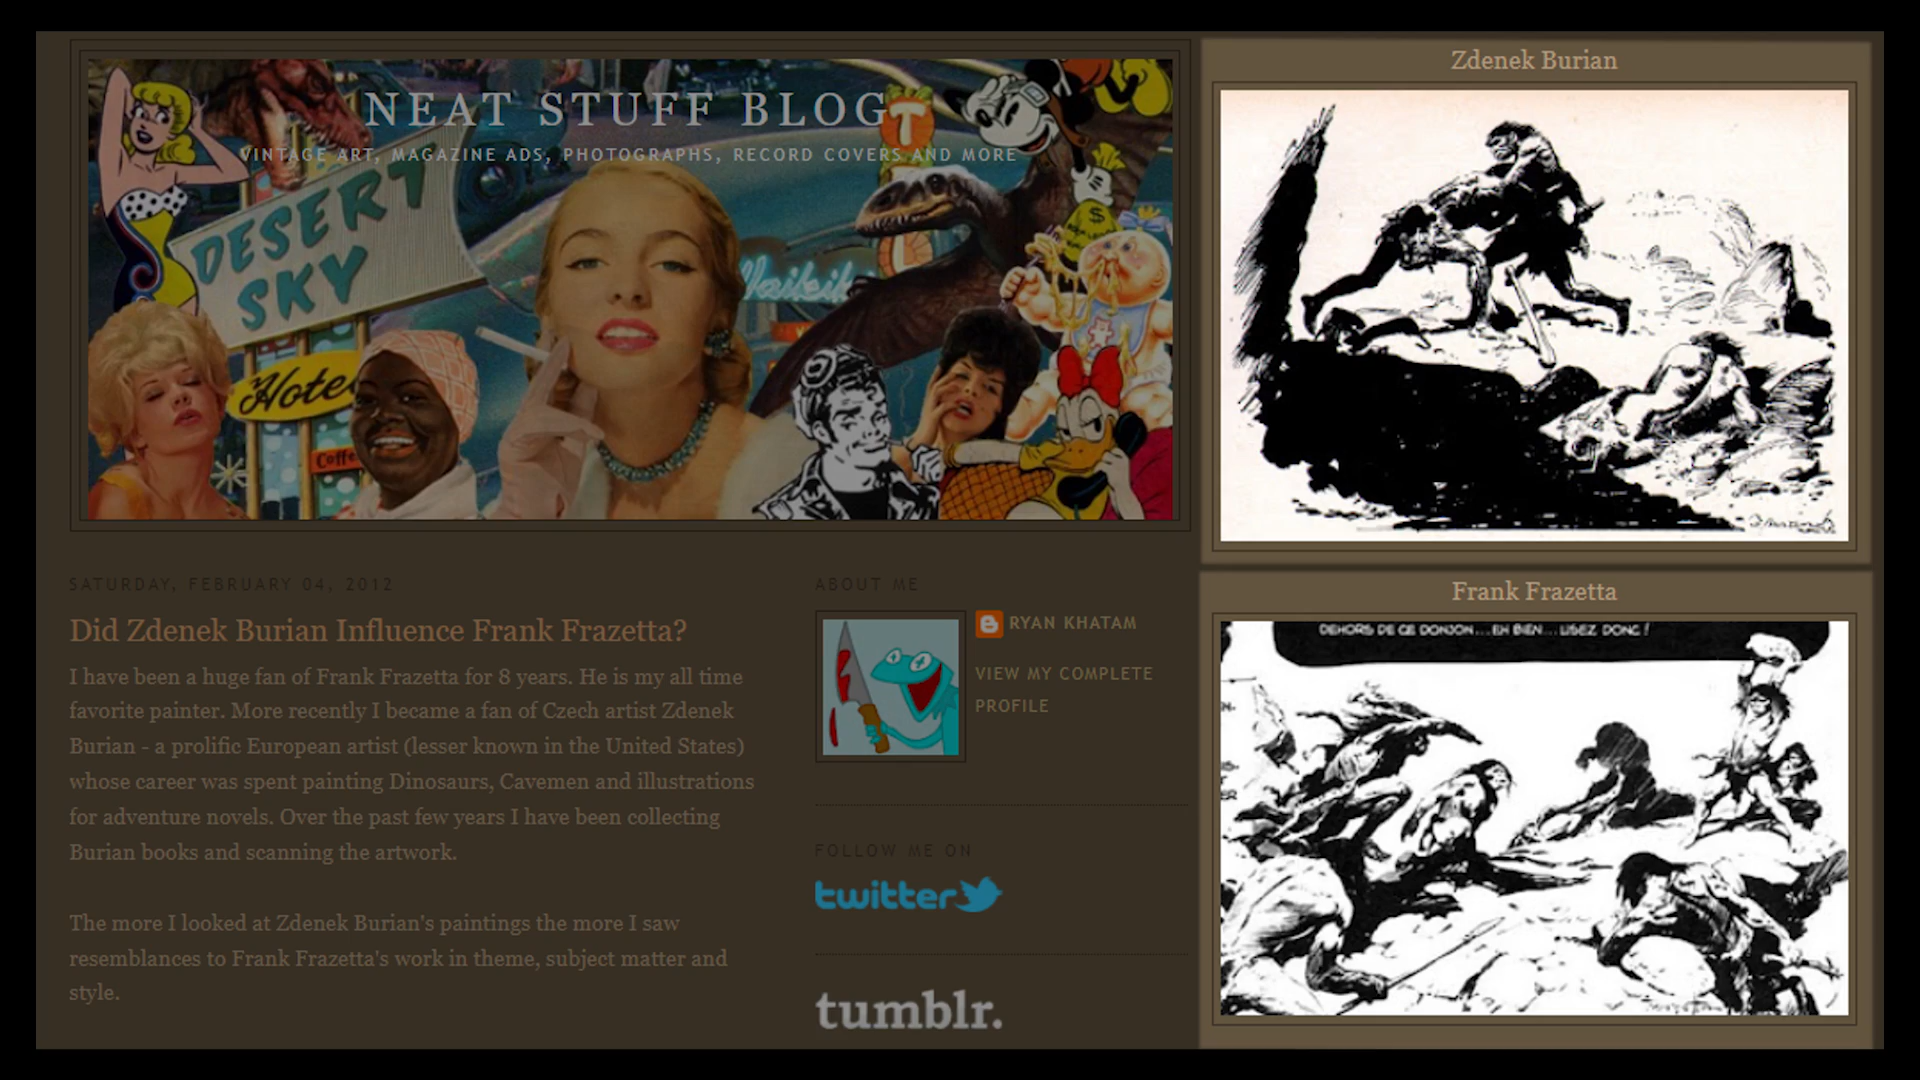 NEAT STUFF BLOG
VINTAGE ART, MAGAZINE ADS, PHOTOGRAPHS, RECORD COVERS AND MORE
DESERT
SKY
Hotel
Coffe
Waikiki
$
SATURDAY, FEBRUARY 04, 2012
Did Zdenek Burian Influence Frank Frazetta?
I have been a huge fan of Frank Frazetta for 8 years. He is my all time
favorite painter. More recently I became a fan of Czech artist Zdenek
Burian - a prolific European artist (lesser known in the United States)
whose career was spent painting Dinosaurs, Cavemen and illustrations
for adventure novels. Over the past few years I have been collecting
Burian books and scanning the artwork.
The more I looked at Zdenek Burian's paintings the more I saw
resemblances to Frank Frazetta's work in theme, subject matter and
style.
ABOUT ME
RYAN KHATAM
VIEW MY COMPLETE
PROFILE
FOLLOW ME ON
twitter
tumblr.
Zdenek Burian
Frank Frazetta
DEHORS DE CE DONJON...EH BIEN...LISEZ DONC !